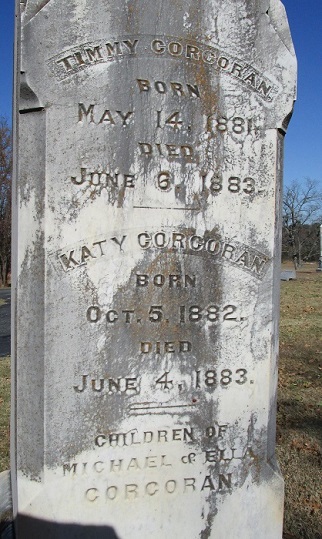 TIMMY CORCORAN
BORN
MAY 14, 1881.
DIED
JUNE 6, 1883.
KATY CORCORAN
BORN
OCT. 5, 1882.
DIED
JUNE 4, 1883.
CHILDREN OF
MICHAEL & ELLA
CORCORAN